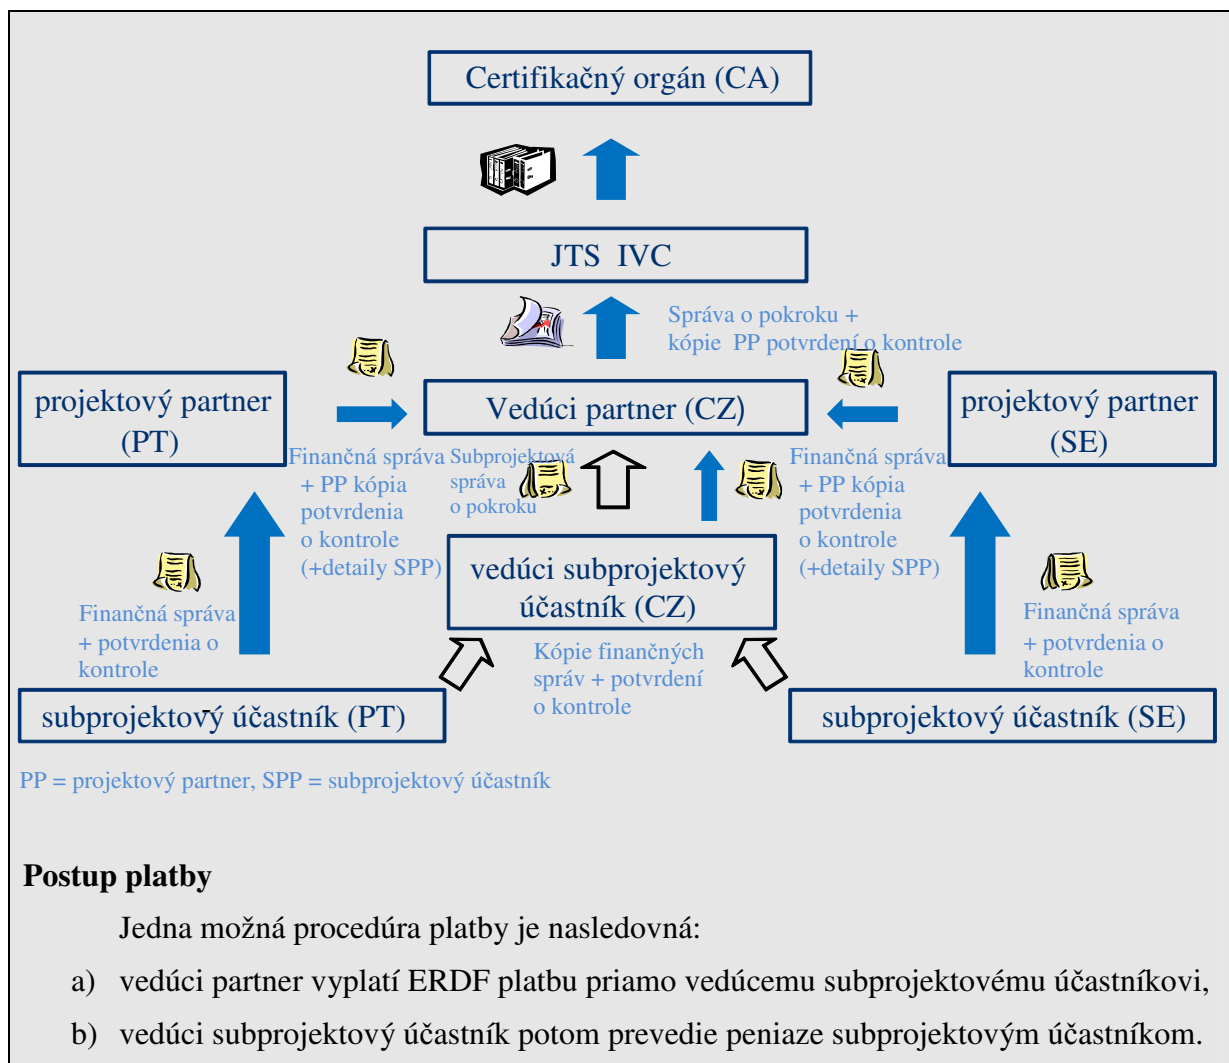 Certifikačný orgán (CA)
JTS IVC
Správa o pokroku +
kópie PP potvrdení o kontrole
projektový partner
(PT)
Vedúci partner (CZ)
projektový partner
(SE)
Finančná správa
+ PP kópia
potvrdenia
o kontrole
(+detaily SPP)
Subprojektová
správa
o pokroku
Finančná správa
+ PP kópia
potvrdenia
o kontrole
(+detaily SPP)
vedúci subprojektový
účastník (CZ)
Finančná správa
+ potvrdenia o
kontrole
Kópie finančných
správ + potvrdení
o kontrole
Finančná správa
+ potvrdenia o
kontrole
subprojektový účastník (PT)
subprojektový účastník (SE)
PP = projektový partner, SPP = subprojektový účastník
Postup platby
Jedna možná procedúra platby je nasledovná:
a) vedúci partner vyplatí ERDF platbu priamo vedúcemu subprojektovému účastníkovi,
b) vedúci subprojektový účastník potom prevedie peniaze subprojektovým účastníkom.